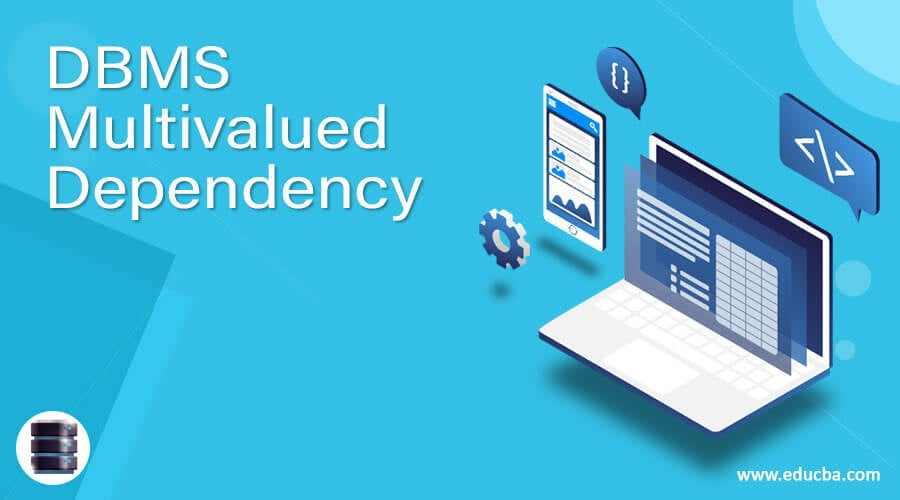 DBMS
Multivalued
Dependency
{}
</>
www.educba.com